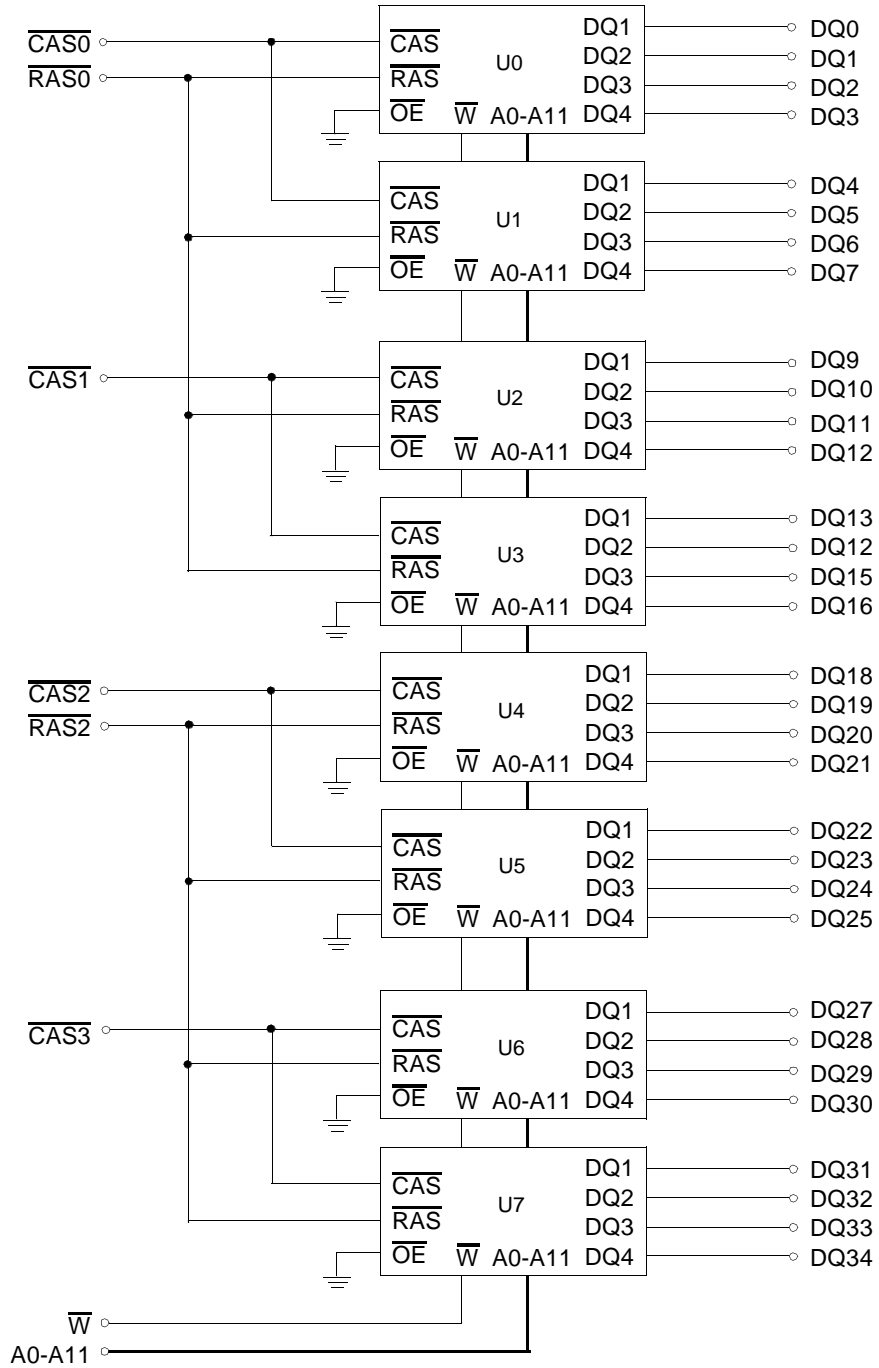 CAS0
RAS0
CAS
RAS
OE
U0
W
A0-A11
DQ1
DQ2
DQ3
DQ4
DQ0
DQ1
DQ2
DQ3
CAS
RAS
OE
U1
W
A0-A11
DQ1
DQ2
DQ3
DQ4
DQ4
DQ5
DQ6
DQ7
CAS1
CAS
RAS
OE
U2
W
A0-A11
DQ1
DQ2
DQ3
DQ4
DQ9
DQ10
DQ11
DQ12
CAS
RAS
OE
U3
W
A0-A11
DQ1
DQ2
DQ3
DQ4
DQ13
DQ12
DQ15
DQ16
CAS2
RAS2
CAS
RAS
OE
U4
W
A0-A11
DQ1
DQ2
DQ3
DQ4
DQ18
DQ19
DQ20
DQ21
CAS
RAS
OE
U5
W
A0-A11
DQ1
DQ2
DQ3
DQ4
DQ22
DQ23
DQ24
DQ25
CAS3
CAS
RAS
OE
U6
W
A0-A11
DQ1
DQ2
DQ3
DQ4
DQ27
DQ28
DQ29
DQ30
CAS
RAS
OE
U7
W
A0-A11
DQ1
DQ2
DQ3
DQ4
DQ31
DQ32
DQ33
DQ34
W
A0-A11